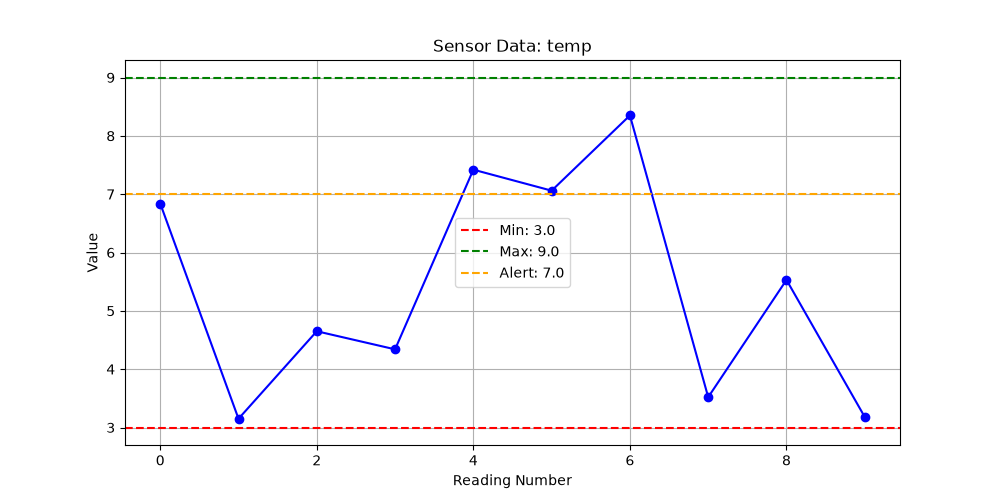 Sensor Data: temp
Value
9
8
7
6
5
4
3
Min: 3.0
Max: 9.0
Alert: 7.0
0 2 4 6 8
Reading Number